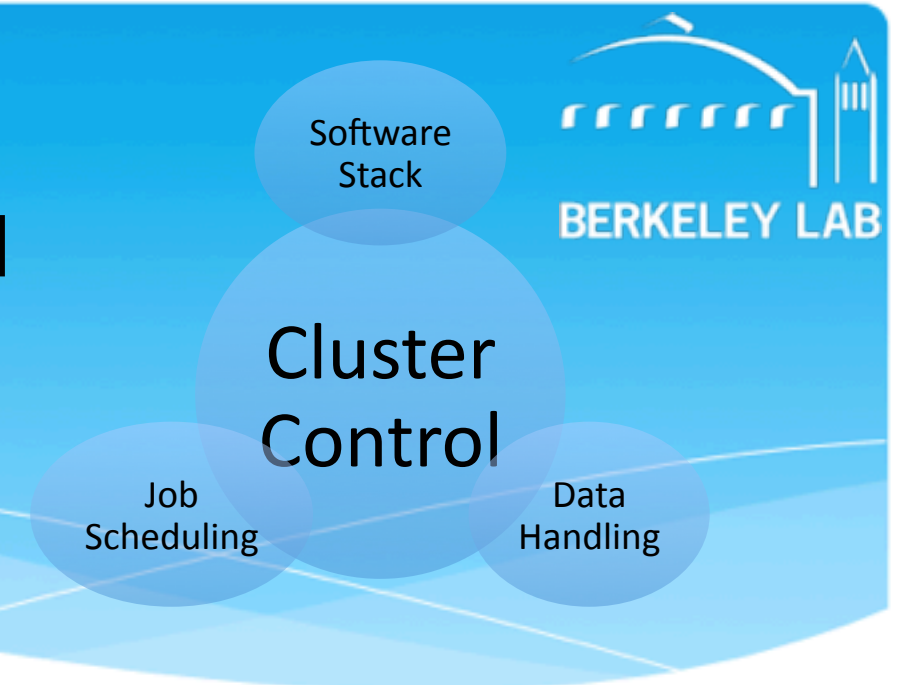 Software
Stack
BERKELEY LAB
Cluster
Control
Job
Scheduling
Data
Handling